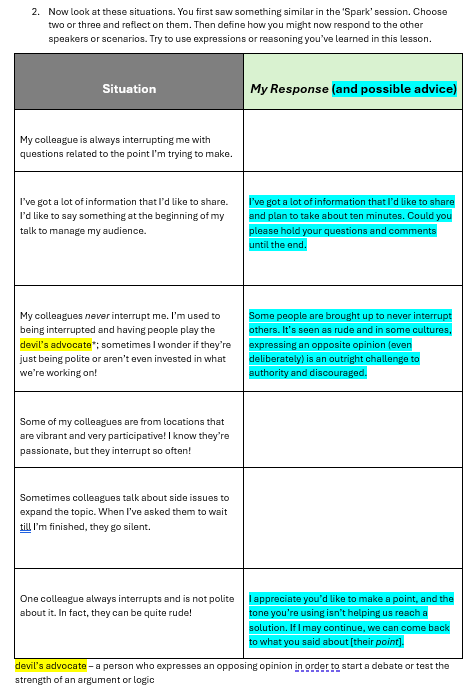 2. Now look at these situations. You first saw something similar in the ‘Spark’ session. Choose
two or three and reflect on them. Then define how you might now respond to the other
speakers or scenarios. Try to use expressions or reasoning you’ve learned in this lesson.
Situation
My Response (and possible advice)
My colleague is always interrupting me with
questions related to the point I’m trying to make.
I’ve got a lot of information that I’d like to share.
I’d like to say something at the beginning of my
talk to manage my audience.
I’ve got a lot of information that I’d like to share
and plan to take about ten minutes. Could you
please hold your questions and comments
until the end.
My colleagues never interrupt me. I’m used to
being interrupted and having people play the
devil’s advocate*; sometimes I wonder if they’re
just being polite or aren’t even invested in what
we’re working on!
Some people are brought up to never interrupt
others. It’s seen as rude and in some cultures,
expressing an opposite opinion (even
deliberately) is an outright challenge to
authority and discouraged.
Some of my colleagues are from locations that
are vibrant and very participative! I know they’re
passionate, but they interrupt so often!
Sometimes colleagues talk about side issues to
expand the topic. When I’ve asked them to wait
till I’m finished, they go silent.
One colleague always interrupts and is not polite
about it. In fact, they can be quite rude!
I appreciate you’d like to make a point, and the
tone you’re using isn’t helping us reach a
solution. If I may continue, we can come back
to what you said about [their point].
devil’s advocate – a person who expresses an opposing opinion in order to start a debate or test the
strength of an argument or logic